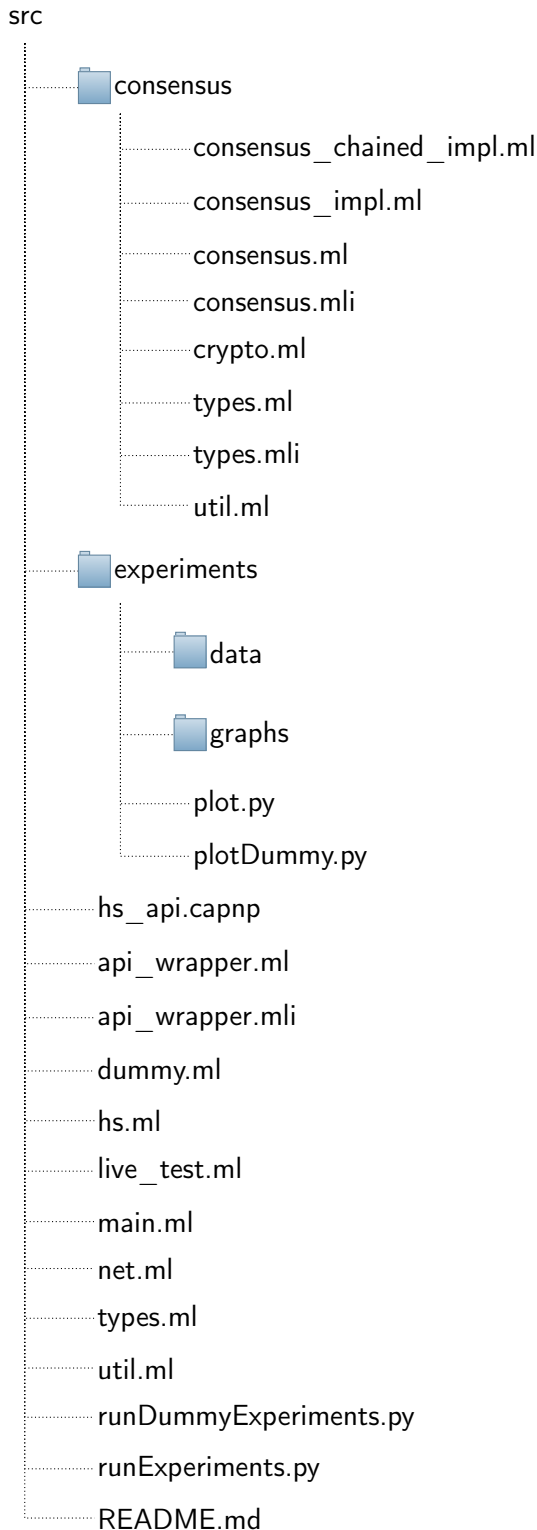 src
consensus
consensus_chained_impl.ml
consensus_impl.ml
consensus.ml
consensus.mli
crypto.ml
types.ml
types.mli
util.ml
experiments
data
graphs
plot.py
plotDummy.py
hs_api.capnp
api_wrapper.ml
api_wrapper.mli
dummy.ml
hs.ml
live_test.ml
main.ml
net.ml
types.ml
util.ml
runDummyExperiments.py
runExperiments.py
README.md